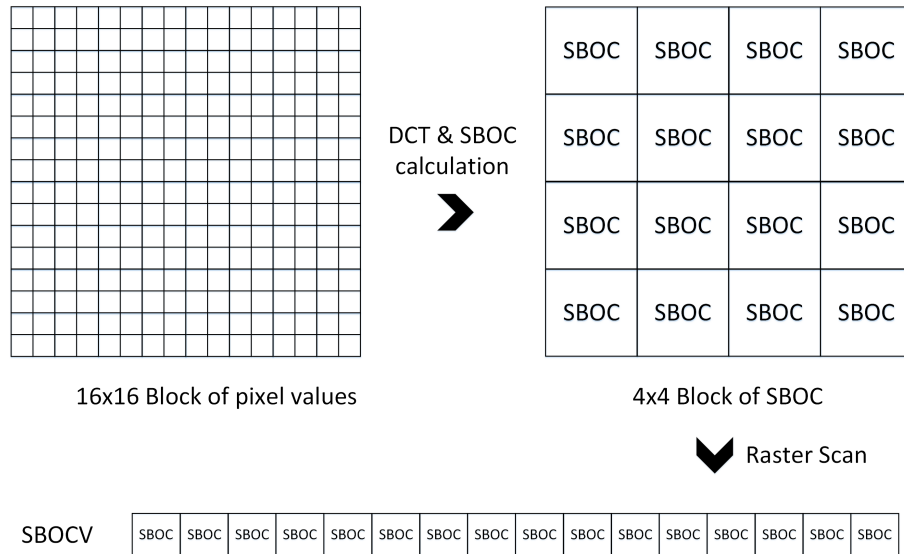 SBOC SBOC SBOC SBOC
DCT & SBOC
calculation
SBOC SBOC SBOC SBOC
SBOC SBOC SBOC SBOC
SBOC SBOC SBOC SBOC
16x16 Block of pixel values
4x4 Block of SBOC
Raster Scan
SBOCV SBOC SBOC SBOC SBOC SBOC SBOC SBOC SBOC SBOC SBOC SBOC SBOC SBOC SBOC SBOC SBOC